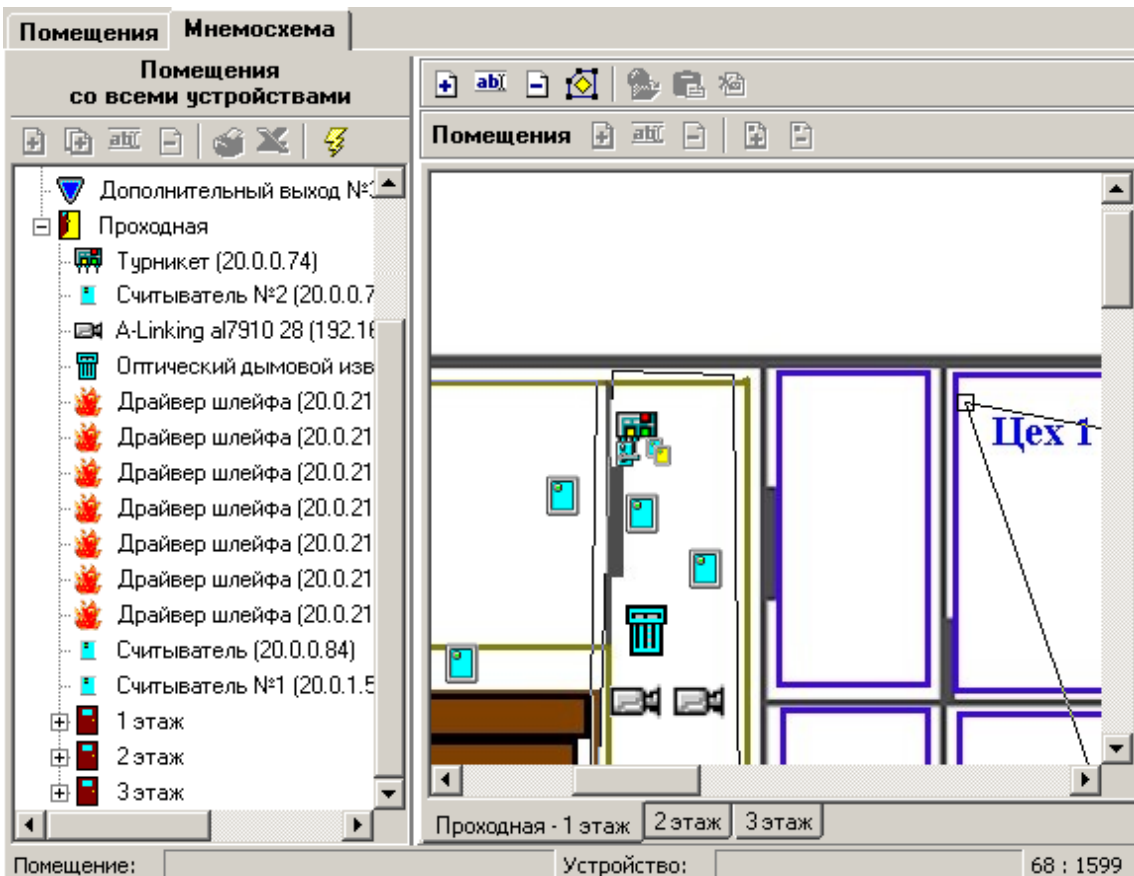 Помещения
Мнемосхема
Помещения
со всеми устройствами
Помещения
Дополнительный выход №
Проходная
Турникет (20.0.0.74)
Считыватель №2 (20.0.0.7
A-Linking al7910 28 (192.16
Оптический дымовой изв
Драйвер шлейфа (20.0.21
Драйвер шлейфа (20.0.21
Драйвер шлейфа (20.0.21
Драйвер шлейфа (20.0.21
Драйвер шлейфа (20.0.21
Драйвер шлейфа (20.0.21
Драйвер шлейфа (20.0.21
Считыватель (20.0.0.84)
Считыватель №1 (20.0.1.5
1 этаж
2 этаж
3 этаж
Цех 1
Проходная - 1 этаж
2 этаж
3 этаж
Помещение:
Устройство:
68 : 1599